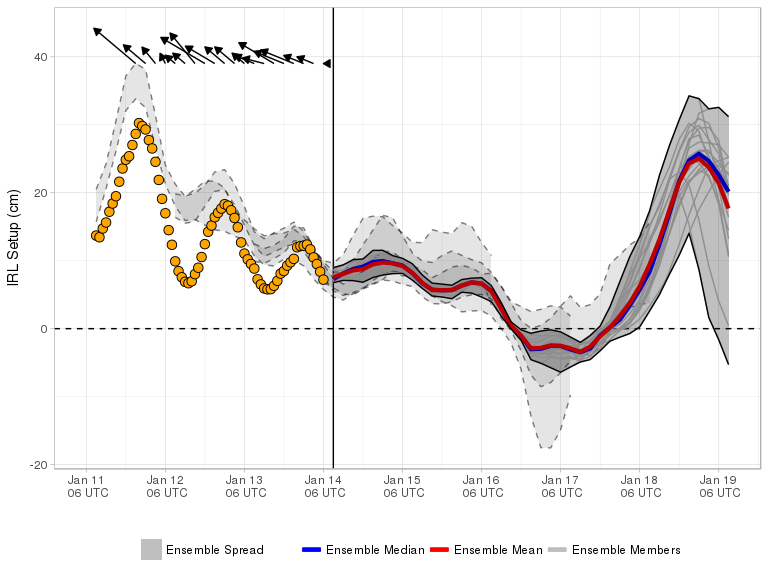 IRL Setup (cm)
40
20
0
-20
Jan 11 Jan 12 Jan 13 Jan 14 Jan 15 Jan 16 Jan 17 Jan 18 Jan 19
06 UTC 06 UTC 06 UTC 06 UTC 06 UTC 06 UTC 06 UTC 06 UTC 06 UTC
Ensemble Spread Ensemble Median Ensemble Mean Ensemble Members